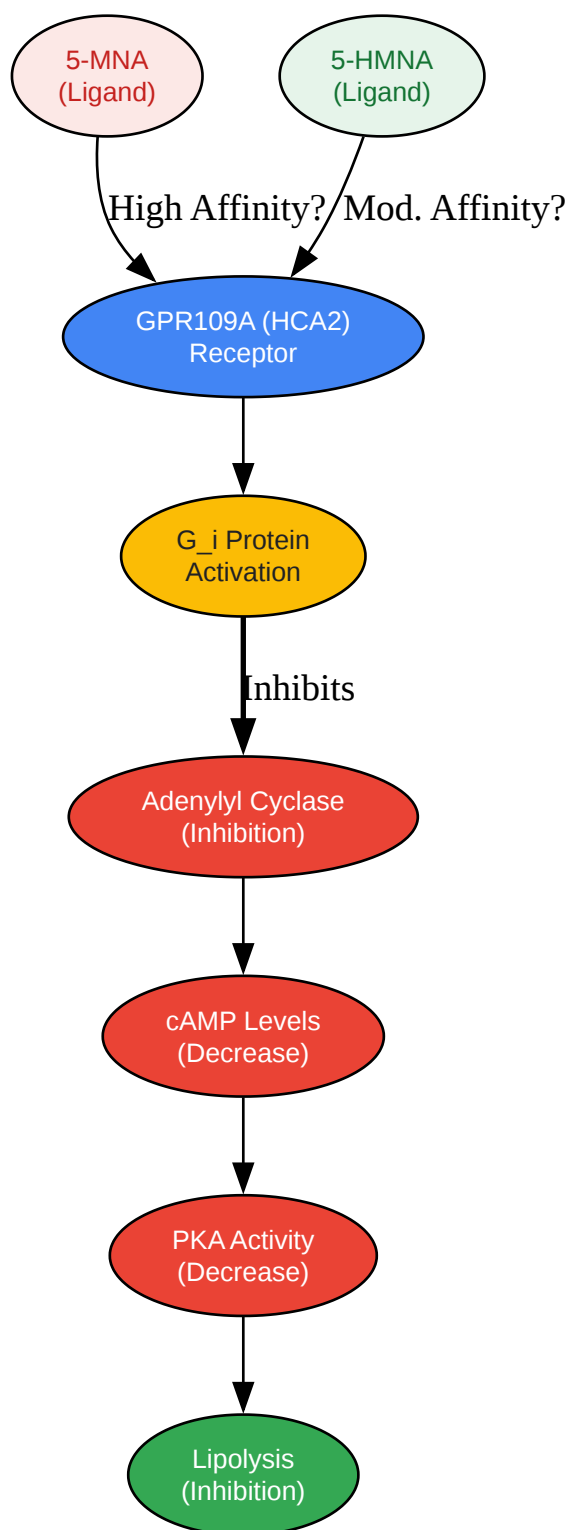 5-MNA
(Ligand)
5-HMNA
(Ligand)
High Affinity?
Mod. Affinity?
GPR109A (HCA2)
Receptor
G_i Protein
Activation
Inhibits
Adenylyl Cyclase
(Inhibition)
cAMP Levels
(Decrease)
PKA Activity
(Decrease)
Lipolysis
(Inhibition)